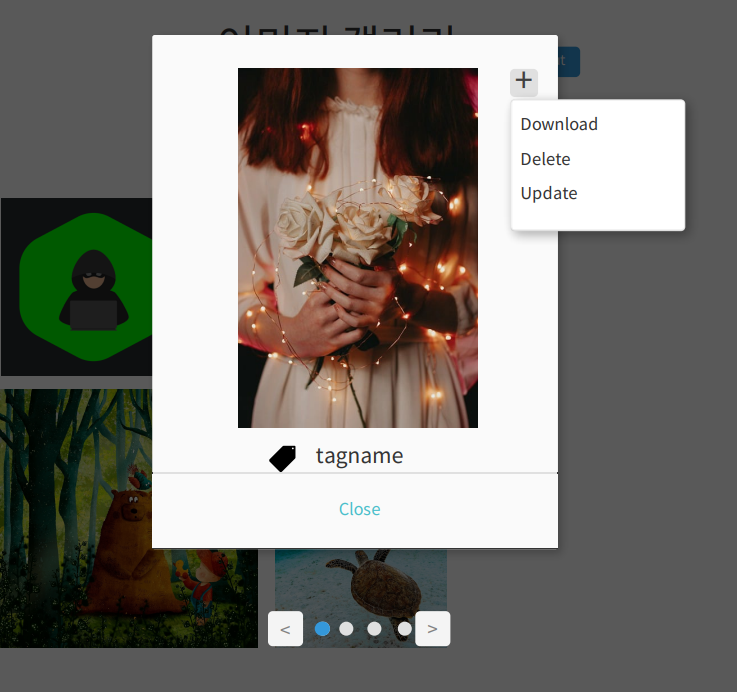 +
Download
Delete
Update
tagname
Close
< >